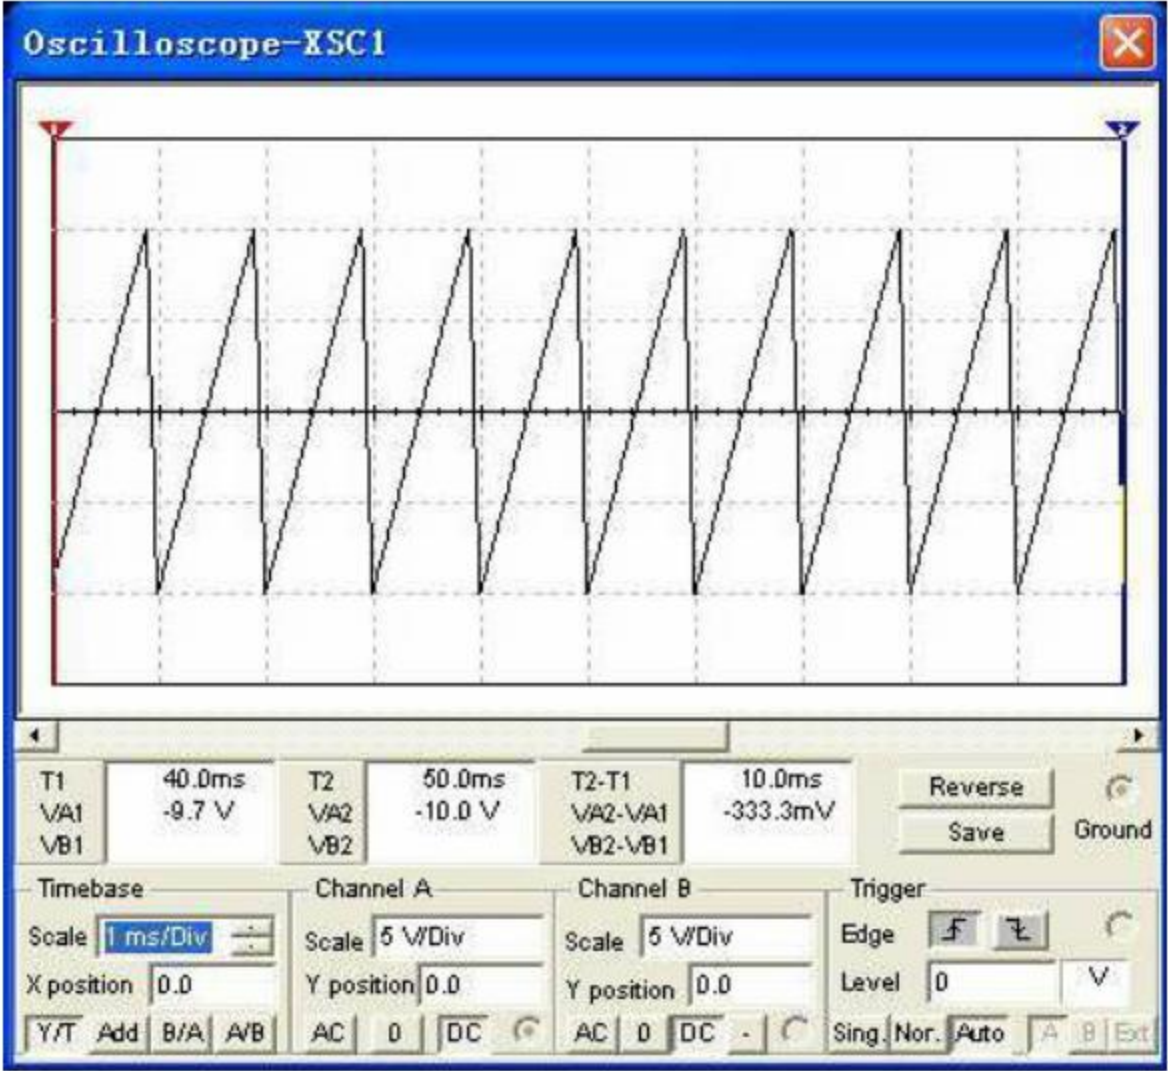 Oscilloscope-XSC1
1 2
T1 40.0ms T2 50.0ms T2-T1 10.0ms Reverse
VA1 -9.7 V VA2 -10.0 V VA2-VA1 -333.3mV Save Ground
VB1 VB2 VB2-VB1
Timebase Channel A Channel B Trigger
Scale 1 ms/Div Scale 5 V/Div Scale 5 V/Div Edge
X position 0.0 Y position 0.0 Y position 0.0 Level 0 V
Y/T Add B/A A/B AC 0 DC AC 0 DC - Sing. Nor. Auto A B Ext